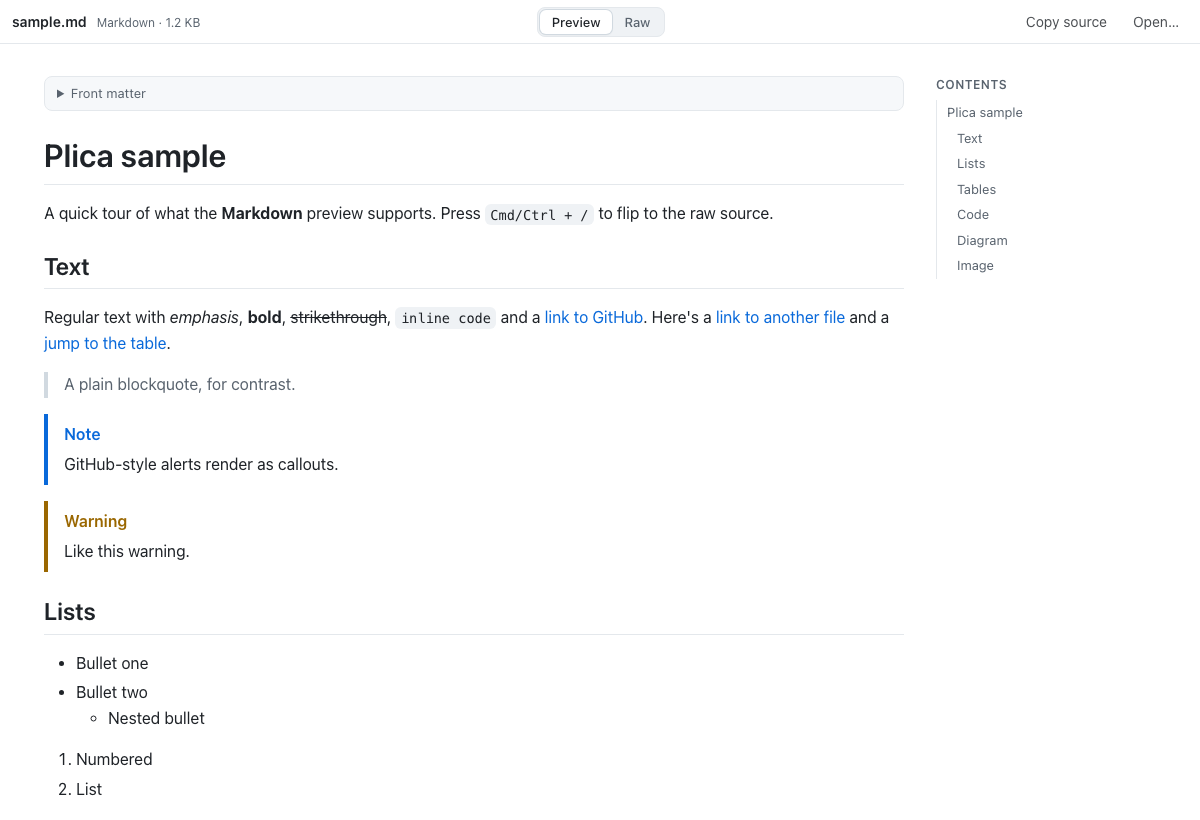 sample.md Markdown · 1.2 KB Preview Raw Copy source Open...
Front matter
Plica sample
A quick tour of what the Markdown preview supports. Press Cmd/Ctrl + / to flip to the raw source.
Text
Regular text with emphasis, bold, strikethrough, inline code and a link to GitHub. Here's a link to another file and a
jump to the table.
A plain blockquote, for contrast.
Note
GitHub-style alerts render as callouts.
Warning
Like this warning.
Lists
• Bullet one
• Bullet two
◦ Nested bullet
1. Numbered
2. List
CONTENTS
Plica sample
Text
Lists
Tables
Code
Diagram
Image